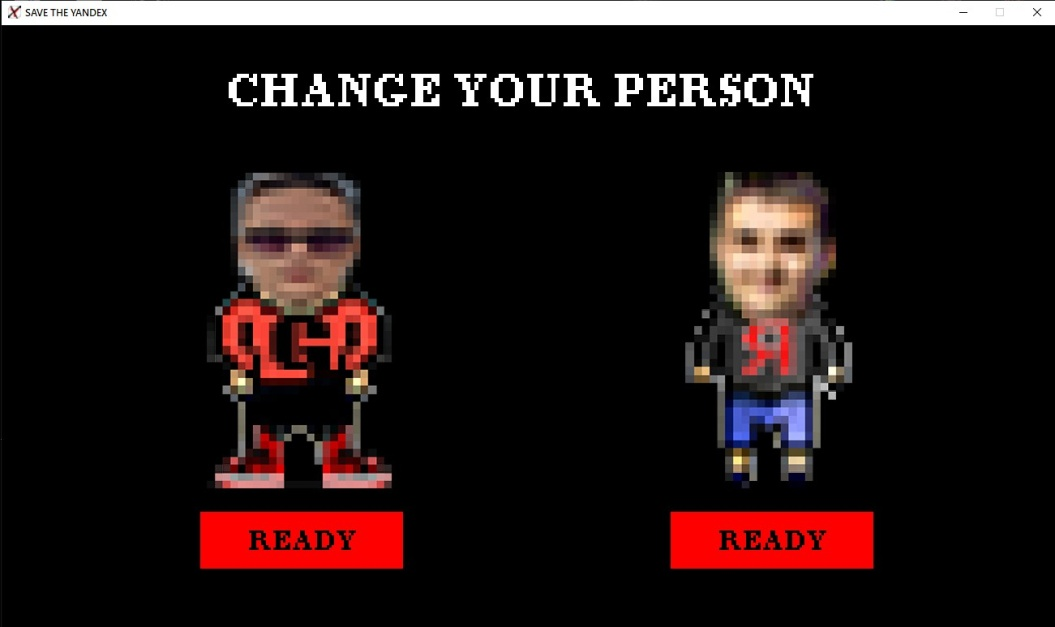 SAVE THE YANDEX
CHANGE YOUR PERSON
Я
READY
READY